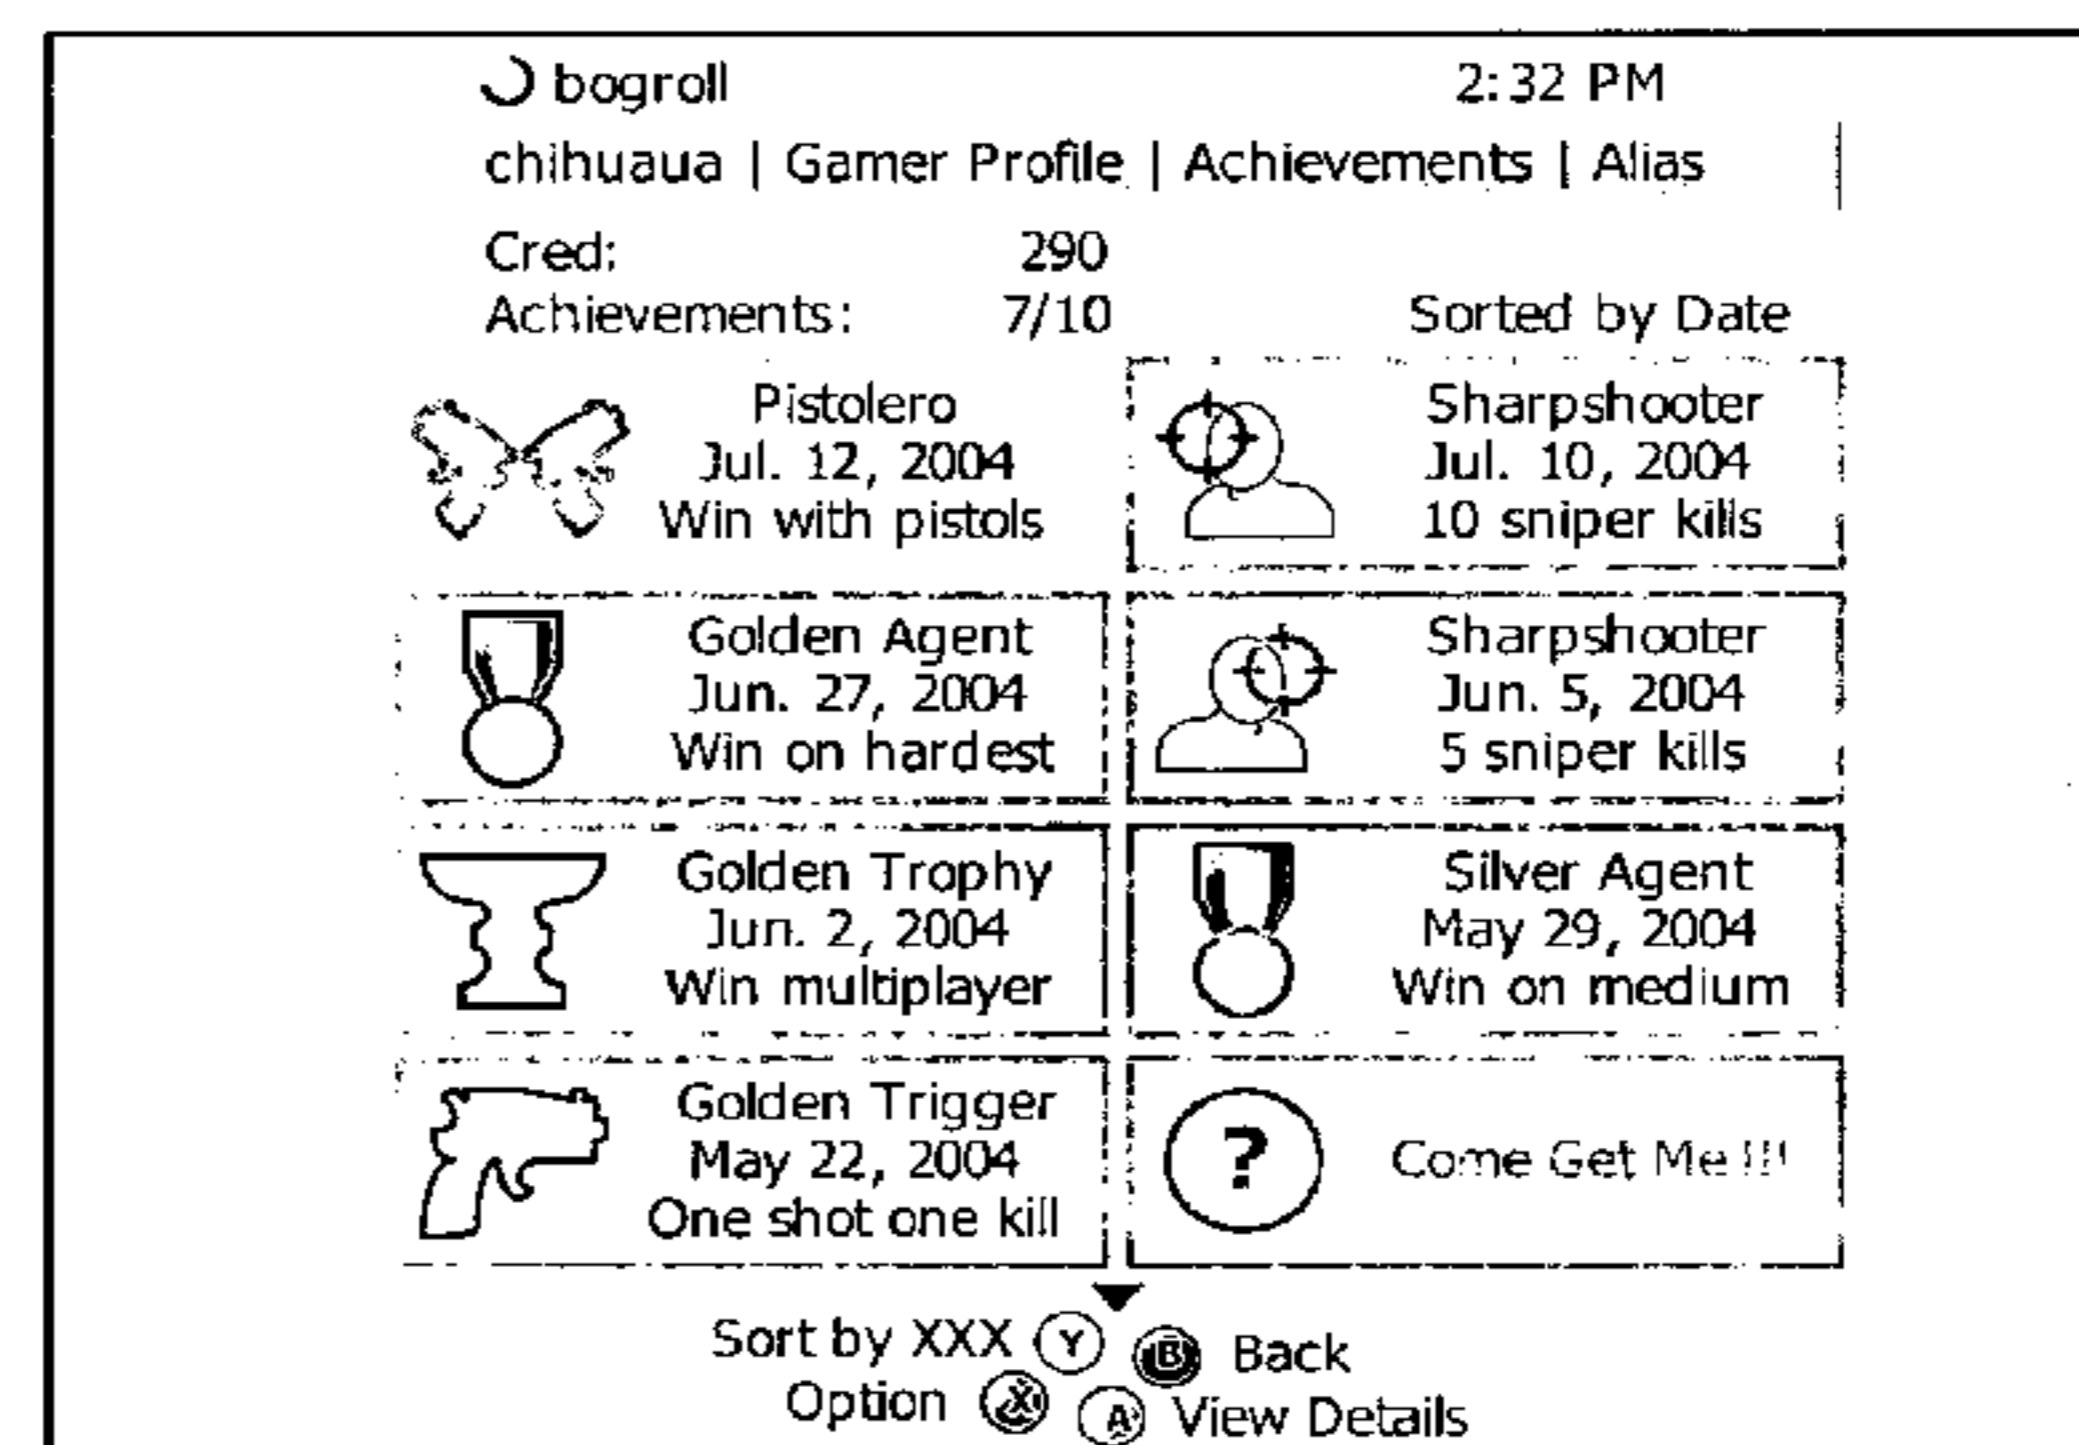 bogroll 2:32 PM
chihuaua | Gamer Profile | Achievements | Alias
Cred: 290
Achievements: 7/10 Sorted by Date
Pistolero
Jul. 12, 2004
Win with pistols
Sharpshooter
Jul. 10, 2004
10 sniper kills
Golden Agent
Jun. 27, 2004
Win on hardest
Sharpshooter
Jun. 5, 2004
5 sniper kills
Golden Trophy
Jun. 2, 2004
Win multiplayer
Silver Agent
May 29, 2004
Win on medium
Golden Trigger
May 22, 2004
One shot one kill
?
Come Get Me !!!
Sort by XXX Y B Back
Option X A View Details